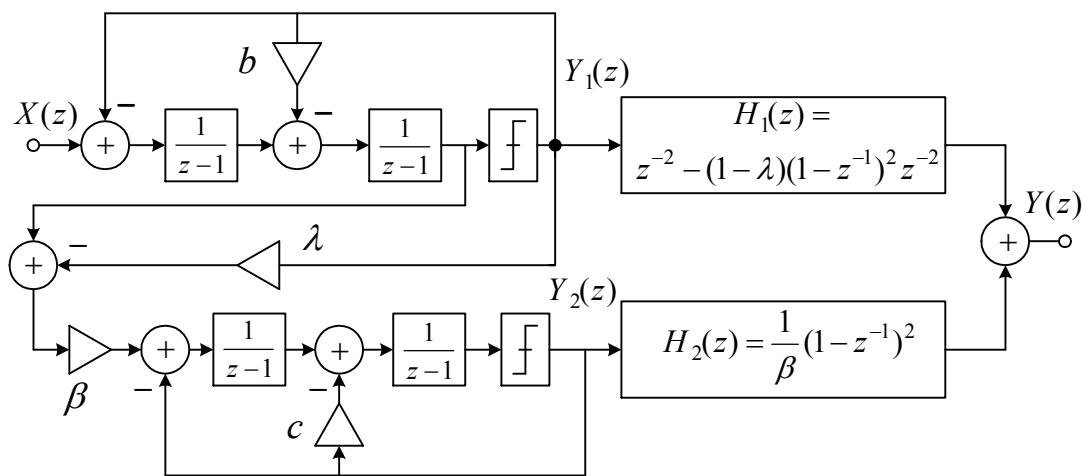 b
Y₁(z)
X(z)
−
−
+
1/(z−1)
+
1/(z−1)
H₁(z) =
z⁻² − (1 − λ)(1 − z⁻¹)² z⁻²
Y(z)
+
−
+
λ
Y₂(z)
β
+
−
1/(z−1)
+
−
1/(z−1)
H₂(z) = 1/β (1 − z⁻¹)²
c